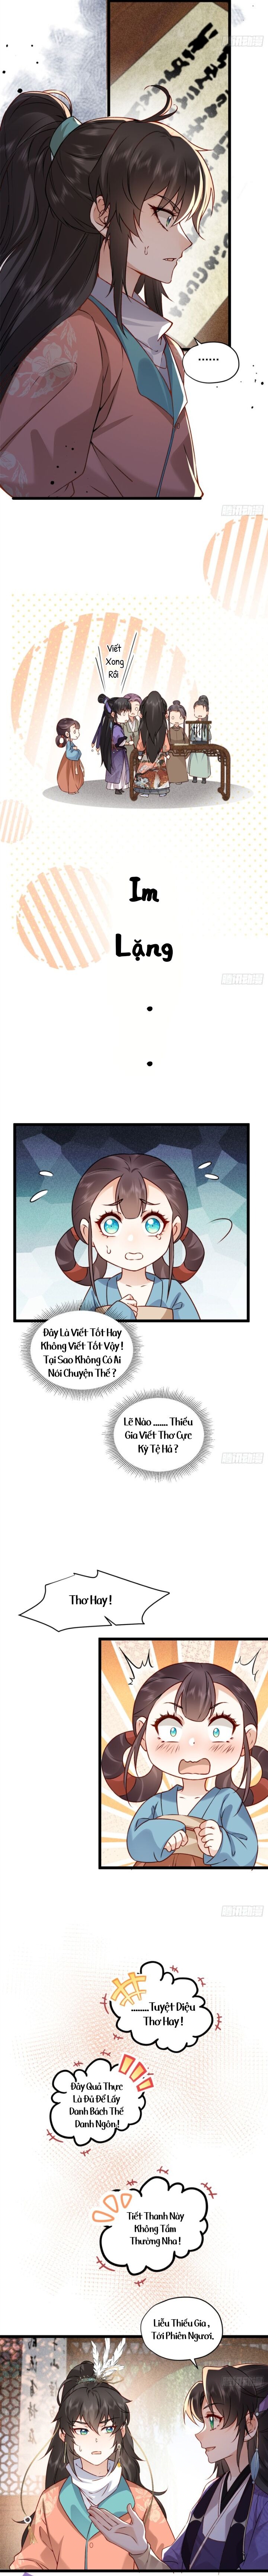 ......
Viết
Xong
Rồi
Im
Lặng
.
.
Đây Là Viết Tốt Hay
Không Viết Tốt Vậy !
Tại Sao Không Có Ai
Nói Chuyện Thế ?
Lẽ Nào ....... Thiếu
Gia Viết Thơ Cực
Kỳ Tệ Hả ?
Thơ Hay !
........Tuyệt Diệu
Thơ Hay !
Đây Quả Thực
Là Đủ Để Lấy
Danh Bách Thế
Danh Ngôn !
Tiết Thanh Này
Không Tầm
Thường Nha !
Liễu Thiếu Gia ,
Tới Phiên Ngươi.